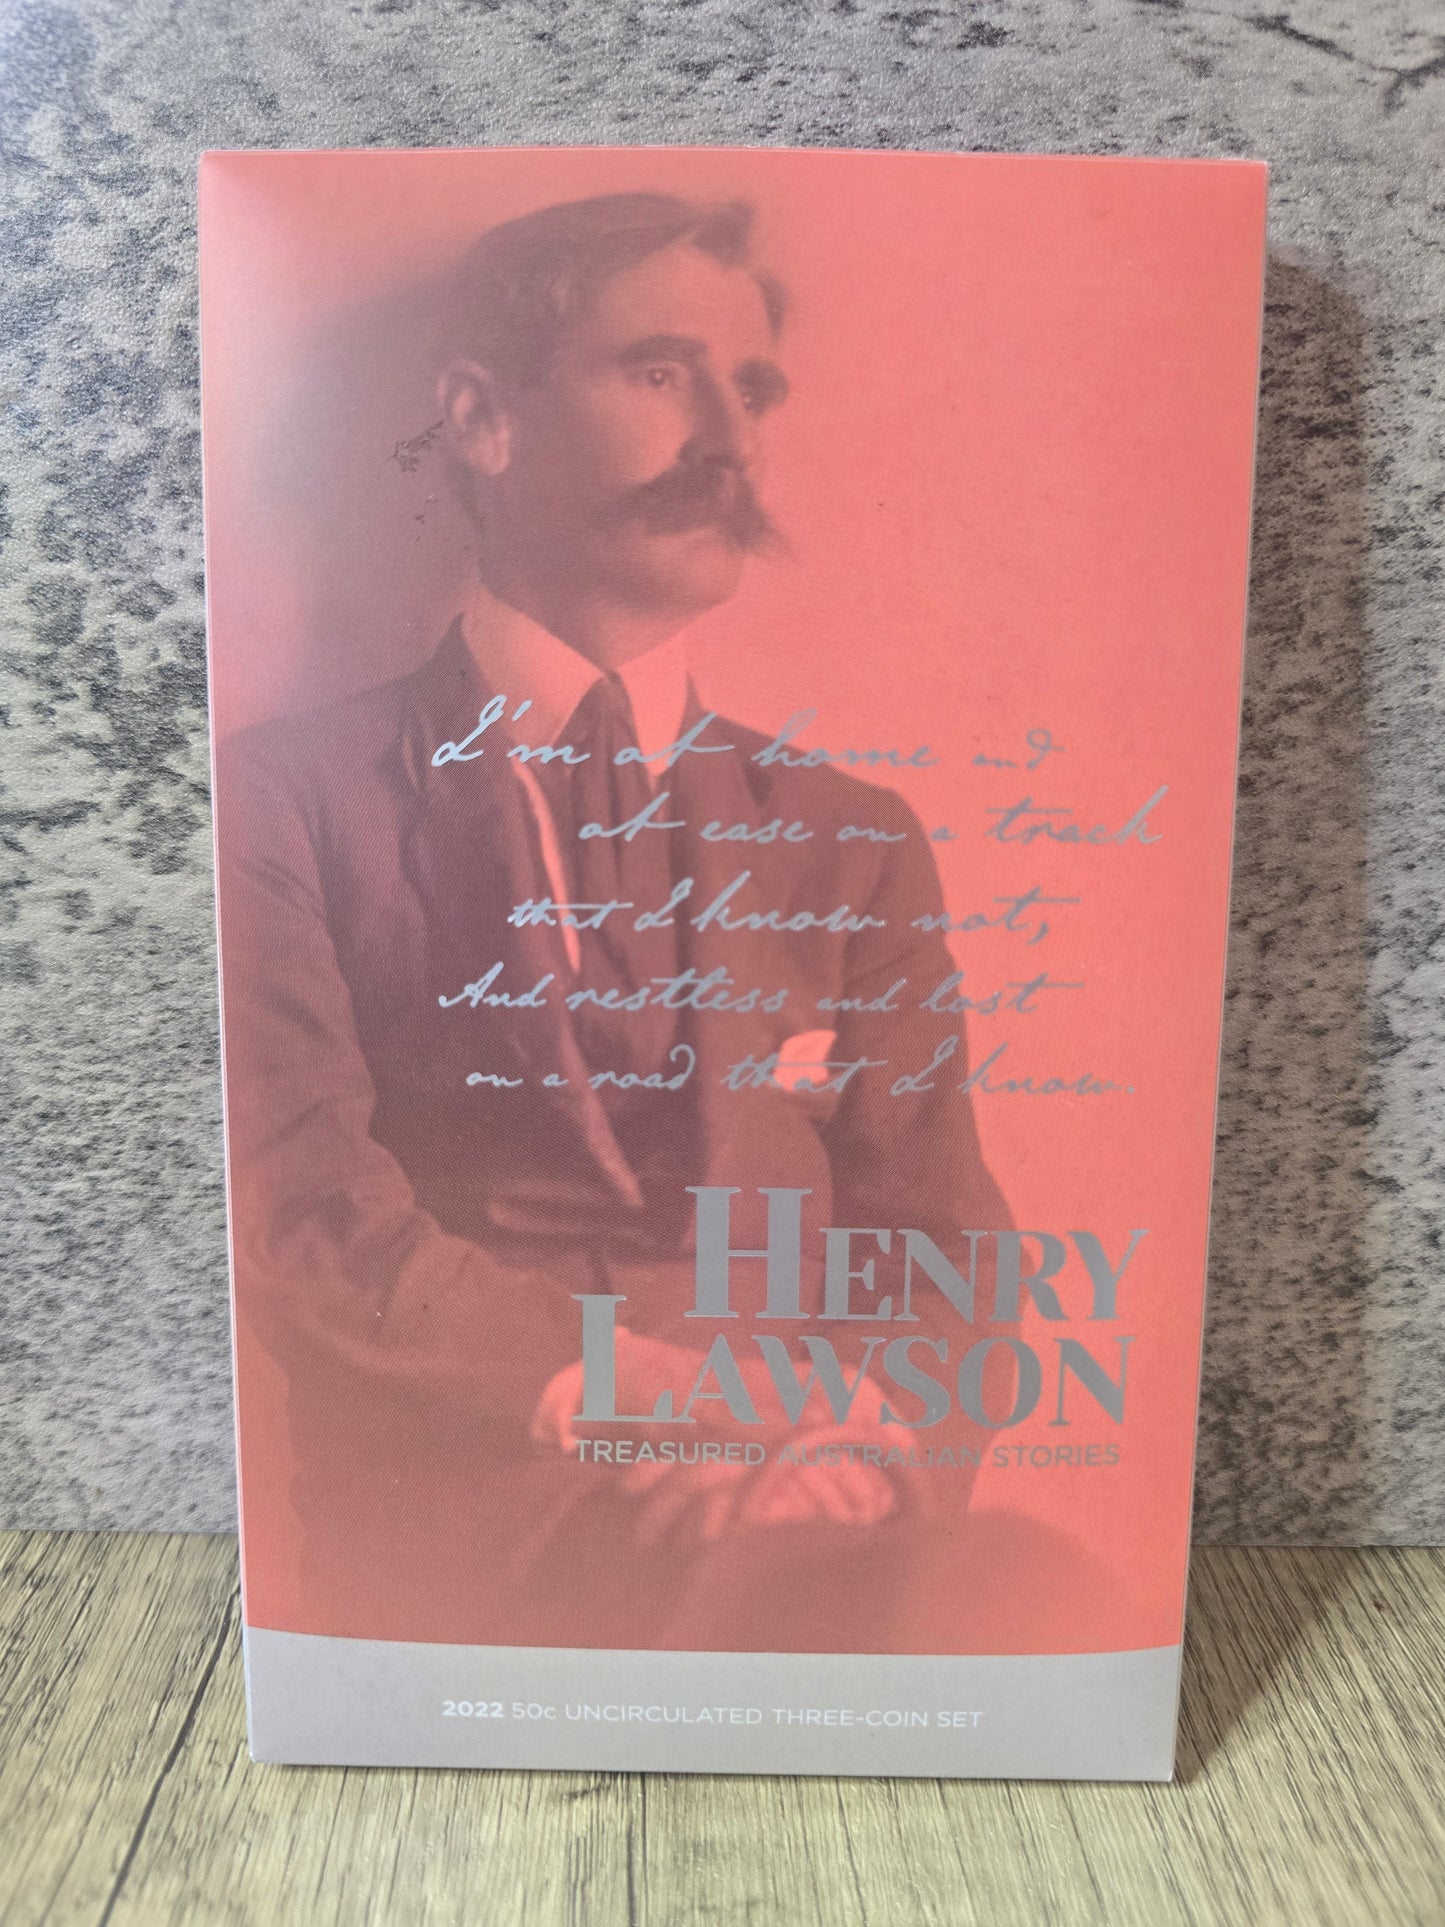 I'm at home and
at ease on a track
that I know not,
And restless and lost
on a road that I know.
HENRY
LAWSON
TREASURED AUSTRALIAN STORIES
2022 50c UNCIRCULATED THREE-COIN SET